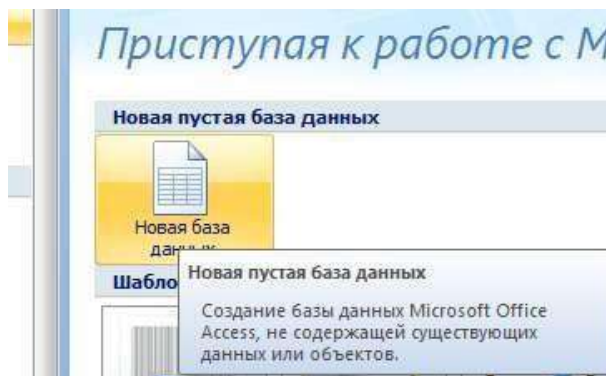 Приступая к работе с M
Новая пустая база данных
Новая база
данных
Шабло
Новая пустая база данных
Создание базы данных Microsoft Office
Access, не содержащей существующих
данных или объектов.